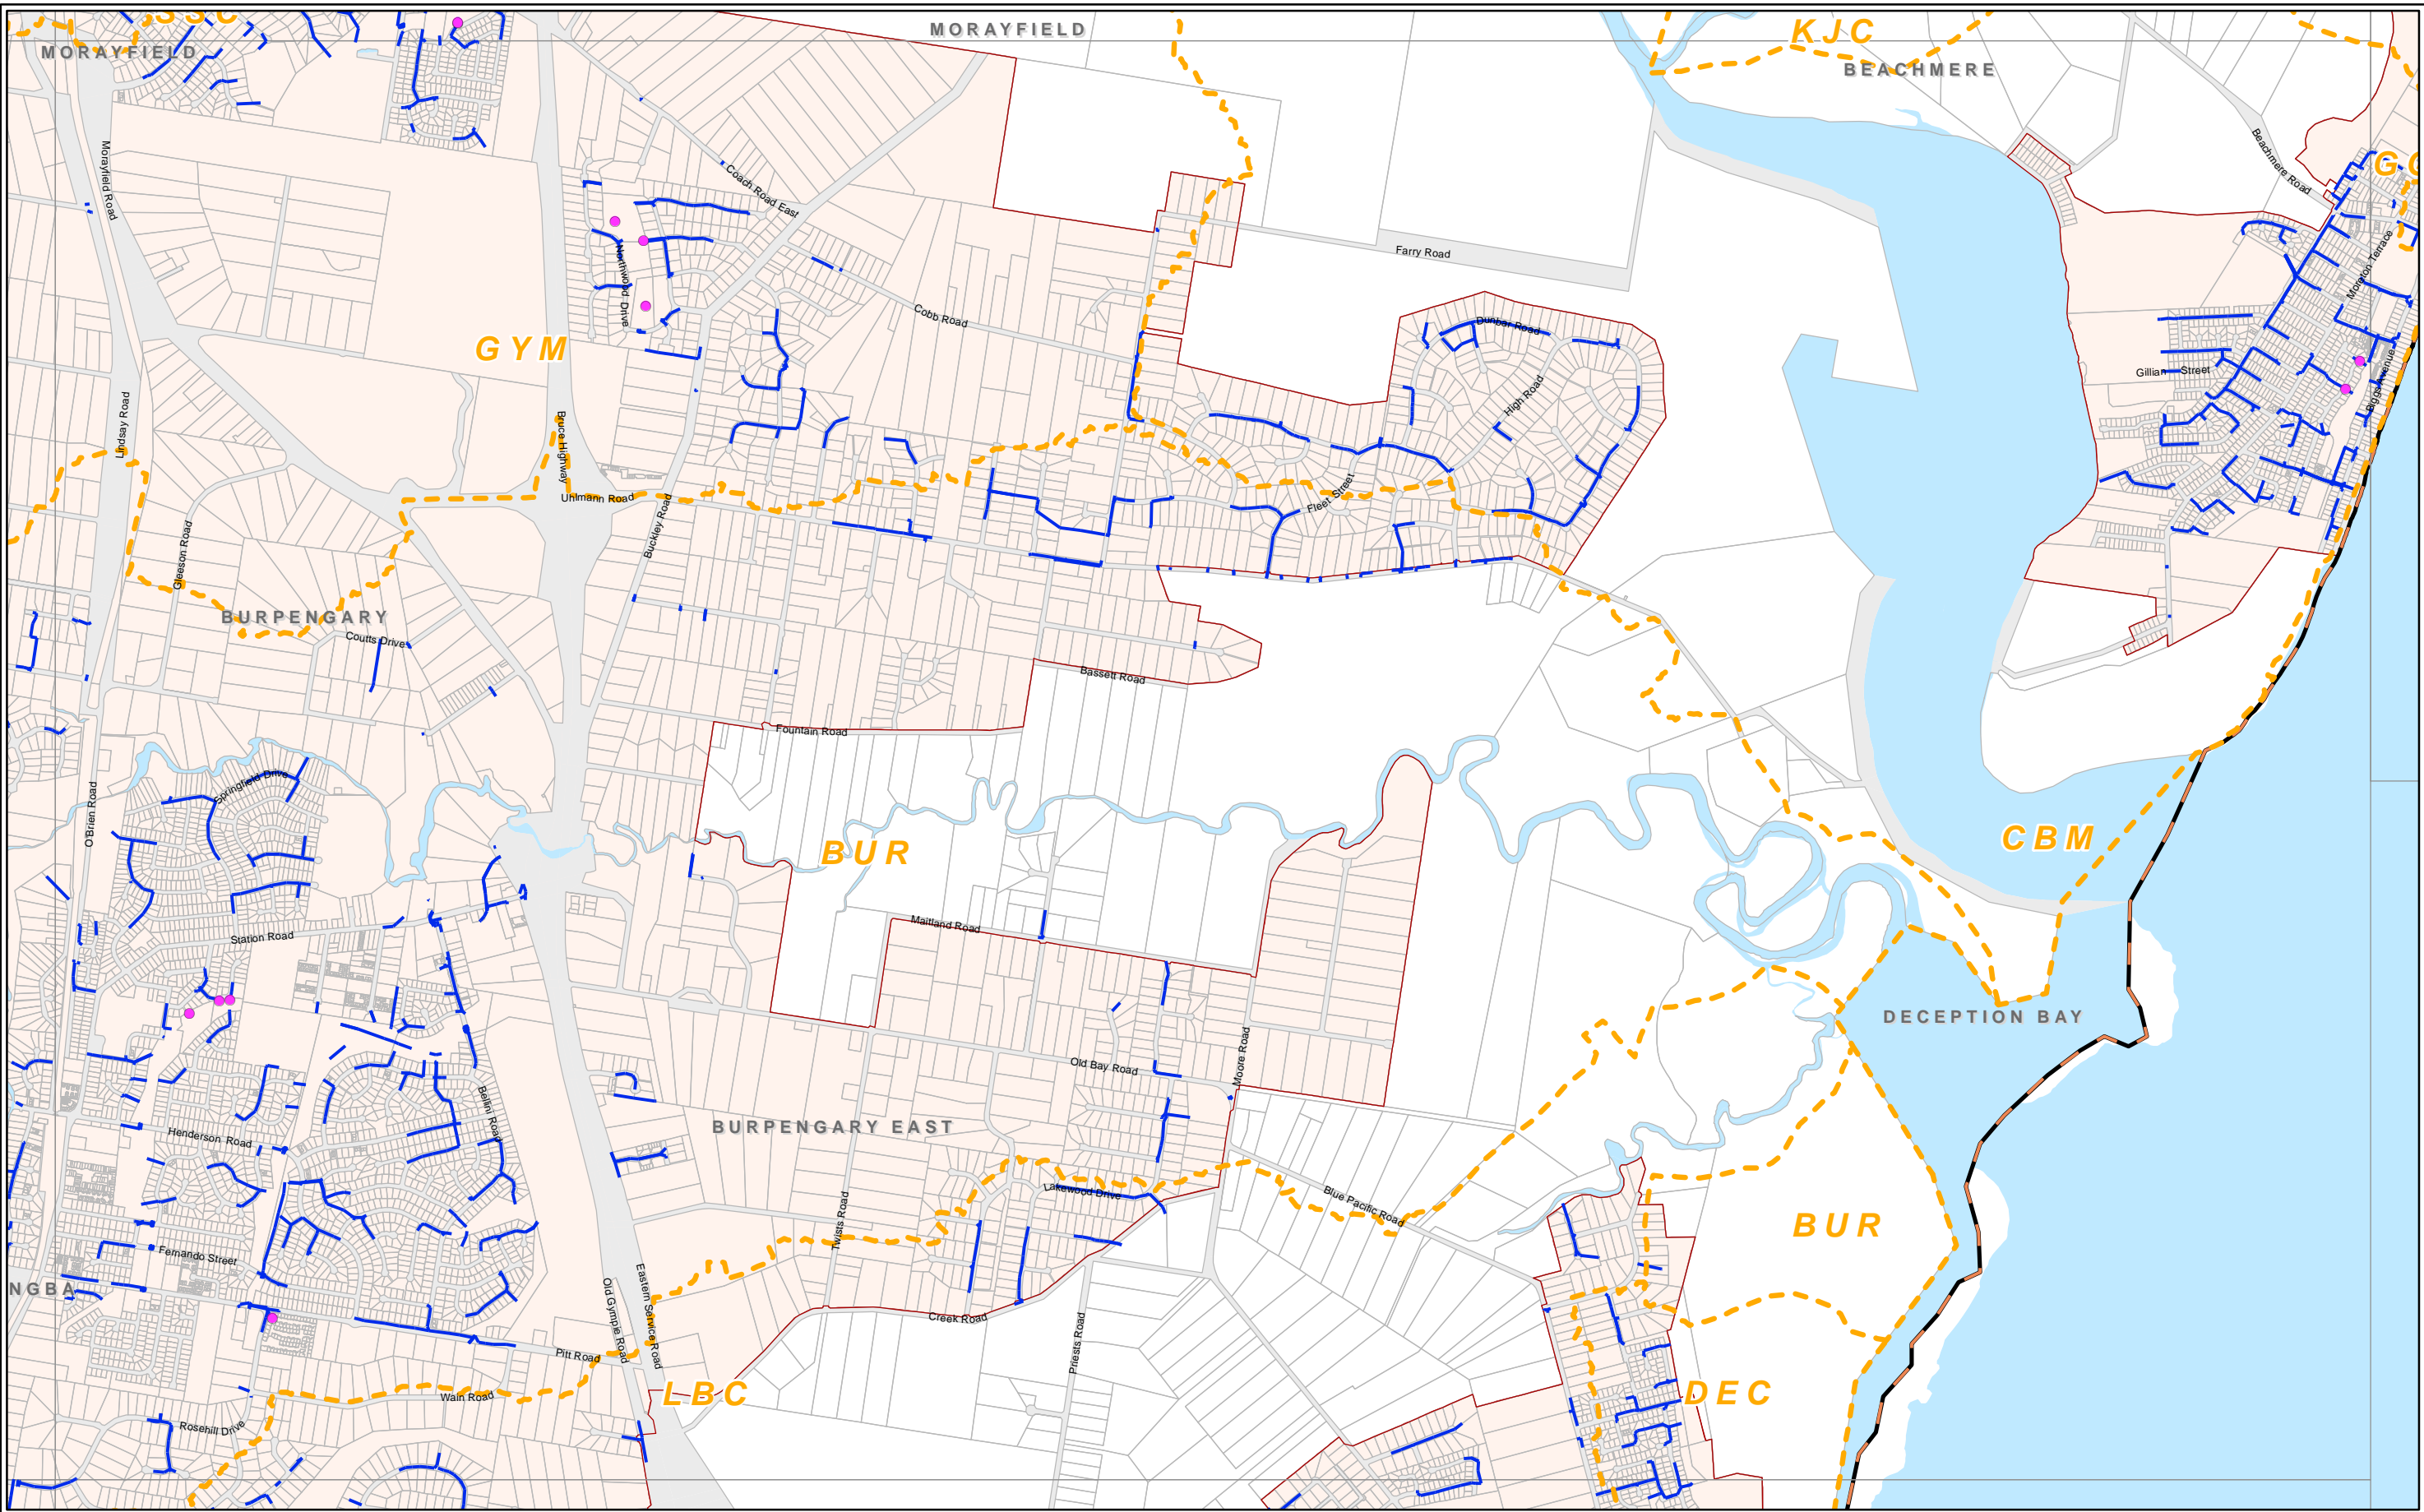 SSC
MORAYFIELD
MORAYFIELD
KJC
BEACHMERE
Beachmere Road
Morayfield Road
Coach Road East
Northwood Drive
Farry Road
Moreton Terrace
Cobb Road
Dunbar Road
GYM
High Road
Gillian Street
Biggs Avenue
Lindsay Road
Bruce Highway
Uhlmann Road
Fleet Street
Buckley Road
Gleeson Road
BURPENGARY
Coutts Drive
Bassett Road
Fountain Road
Springfield Drive
O'Brien Road
BUR
CBM
Maitland Road
Station Road
DECEPTION BAY
Old Bay Road
Moore Road
Bellini Road
BURPENGARY EAST
Henderson Road
Lakewood Drive
Blue Pacific Road
Twists Road
BUR
Fernando Street
NGBA
Old Gympie Road
Eastern Service Road
Creek Road
Priests Road
Pitt Road
Wain Road
LBC
DEC
Rosehill Drive